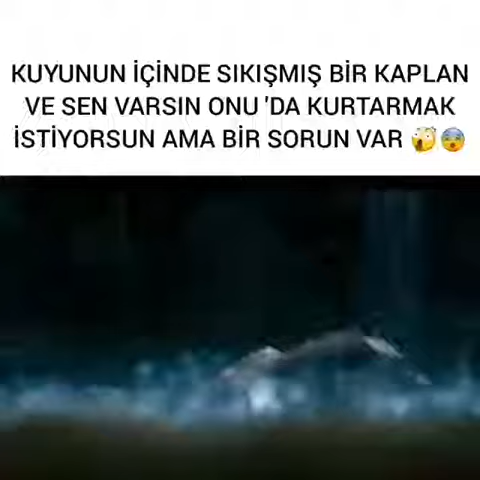 KUYUNUN İÇİNDE SIKIŞMIŞ BİR KAPLAN
VE SEN VARSIN ONU 'DA KURTARMAK
İSTİYORSUN AMA BİR SORUN VAR 🫣😨